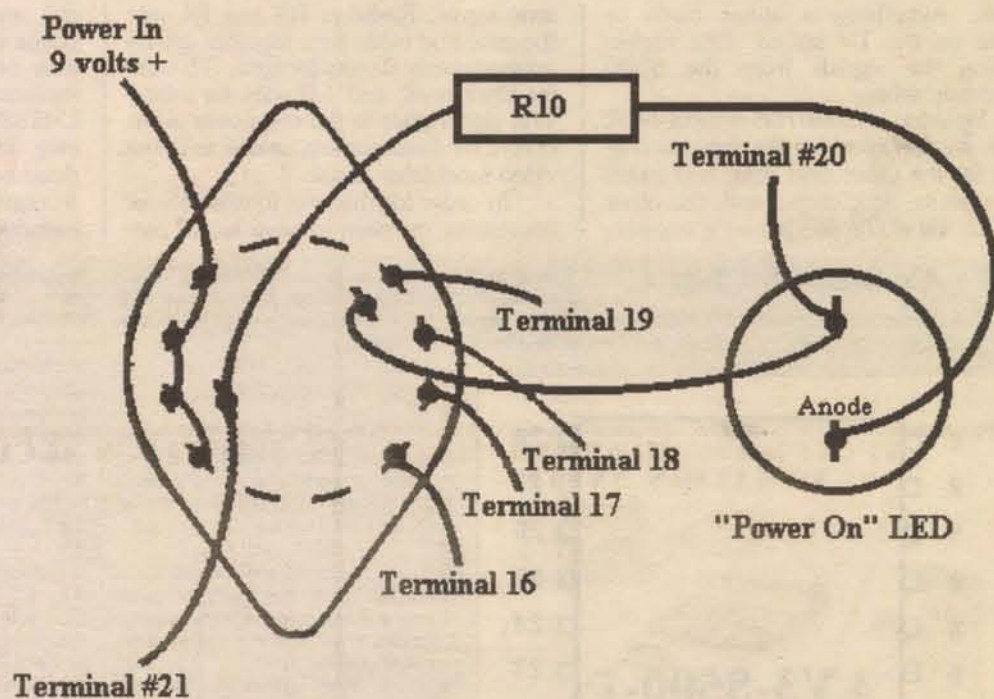 Power In
9 volts +
R10
Terminal #20
Terminal 19
Anode
Terminal 18
Terminal 17
"Power On" LED
Terminal 16
Terminal #21